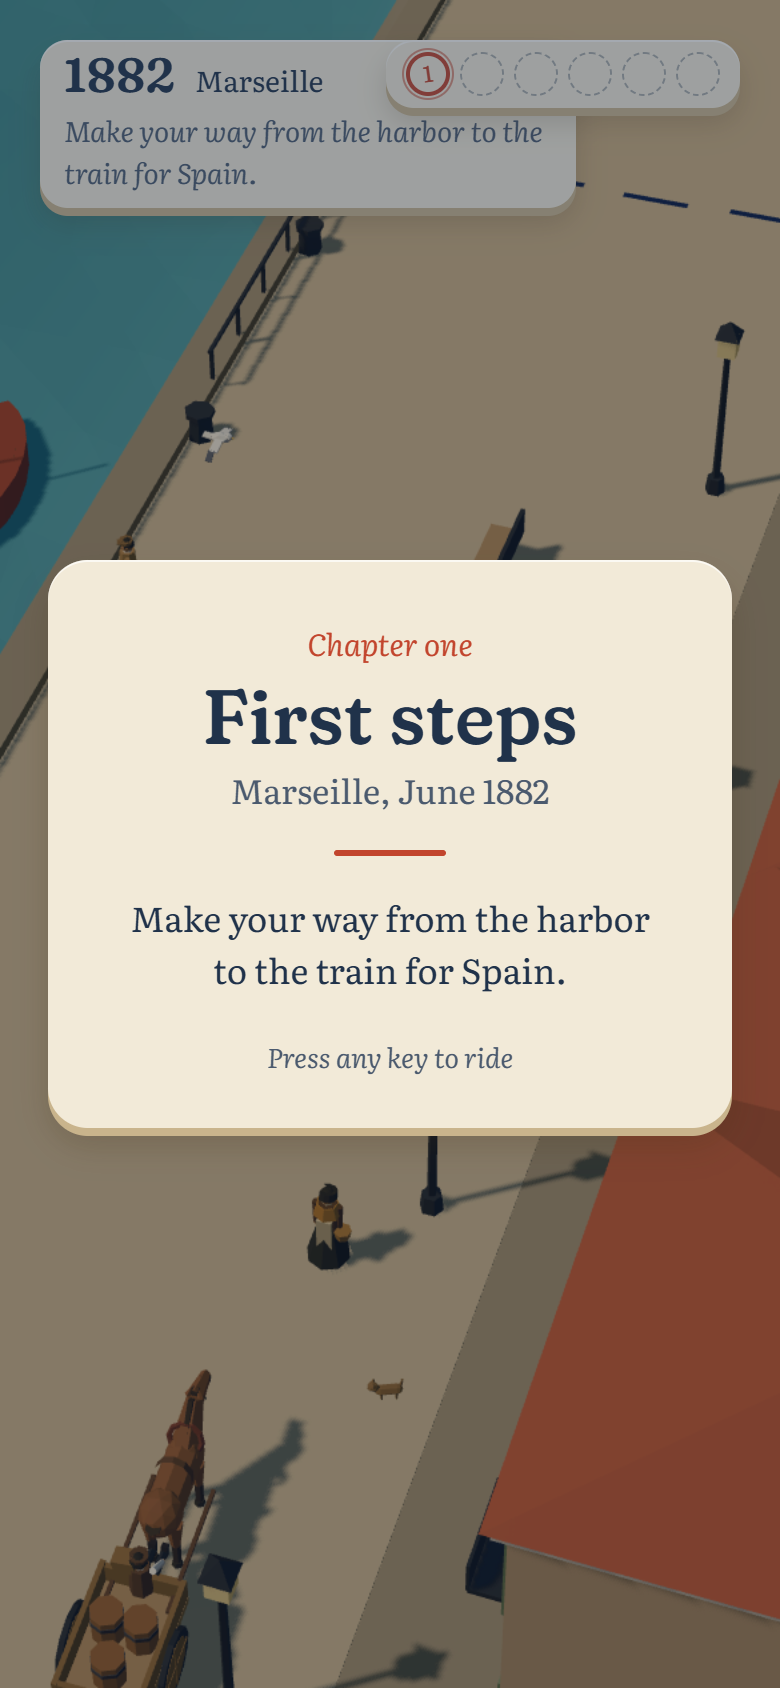 1882 Marseille
1
Make your way from the harbor to the
train for Spain.
Chapter one
First steps
Marseille, June 1882
Make your way from the harbor
to the train for Spain.
Press any key to ride